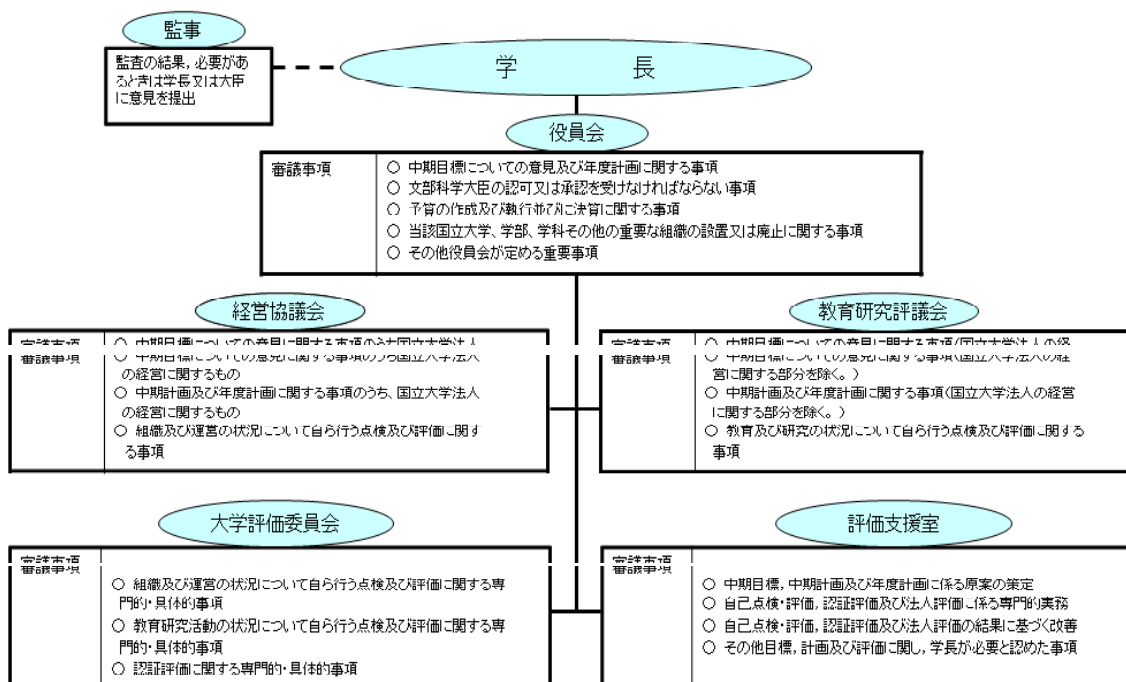 監事
監査の結果，必要があ
るときは学長又は大臣
に意見を提出
学　　　　長
役員会
審議事項
○ 中期目標についての意見及び年度計画に関する事項
○ 文部科学大臣の認可又は承認を受けなければならない事項
○ 予算の作成及び執行並びに決算に関する事項
○ 当該国立大学、学部、学科その他の重要な組織の設置又は廃止に関する事項
○ その他役員会が定める重要事項
経営協議会
審議事項
○ 中期目標についての意見に関する事項のうち国立大学法人
の経営に関するもの
○ 中期計画及び年度計画に関する事項のうち、国立大学法人
の経営に関するもの
○ 組織及び運営の状況について自ら行う点検及び評価に関す
る事項
教育研究評議会
審議事項
○ 中期目標についての意見に関する事項（国立大学法人の経
営に関する部分を除く。）
○ 中期計画及び年度計画に関する事項（国立大学法人の経営
に関する部分を除く。）
○ 教育及び研究の状況について自ら行う点検及び評価に関する
事項
大学評価委員会
審議事項
○ 組織及び運営の状況について自ら行う点検及び評価に関する専
門的・具体的事項
○ 教育研究活動の状況について自ら行う点検及び評価に関する専
門的・具体的事項
○ 認証評価に関する専門的・具体的事項
評価支援室
審議事項
○ 中期目標，中期計画及び年度計画に係る原案の策定
○ 自己点検・評価，認証評価及び法人評価に係る専門的実務
○ 自己点検・評価，認証評価及び法人評価の結果に基づく改善
○ その他目標，計画及び評価に関し，学長が必要と認めた事項